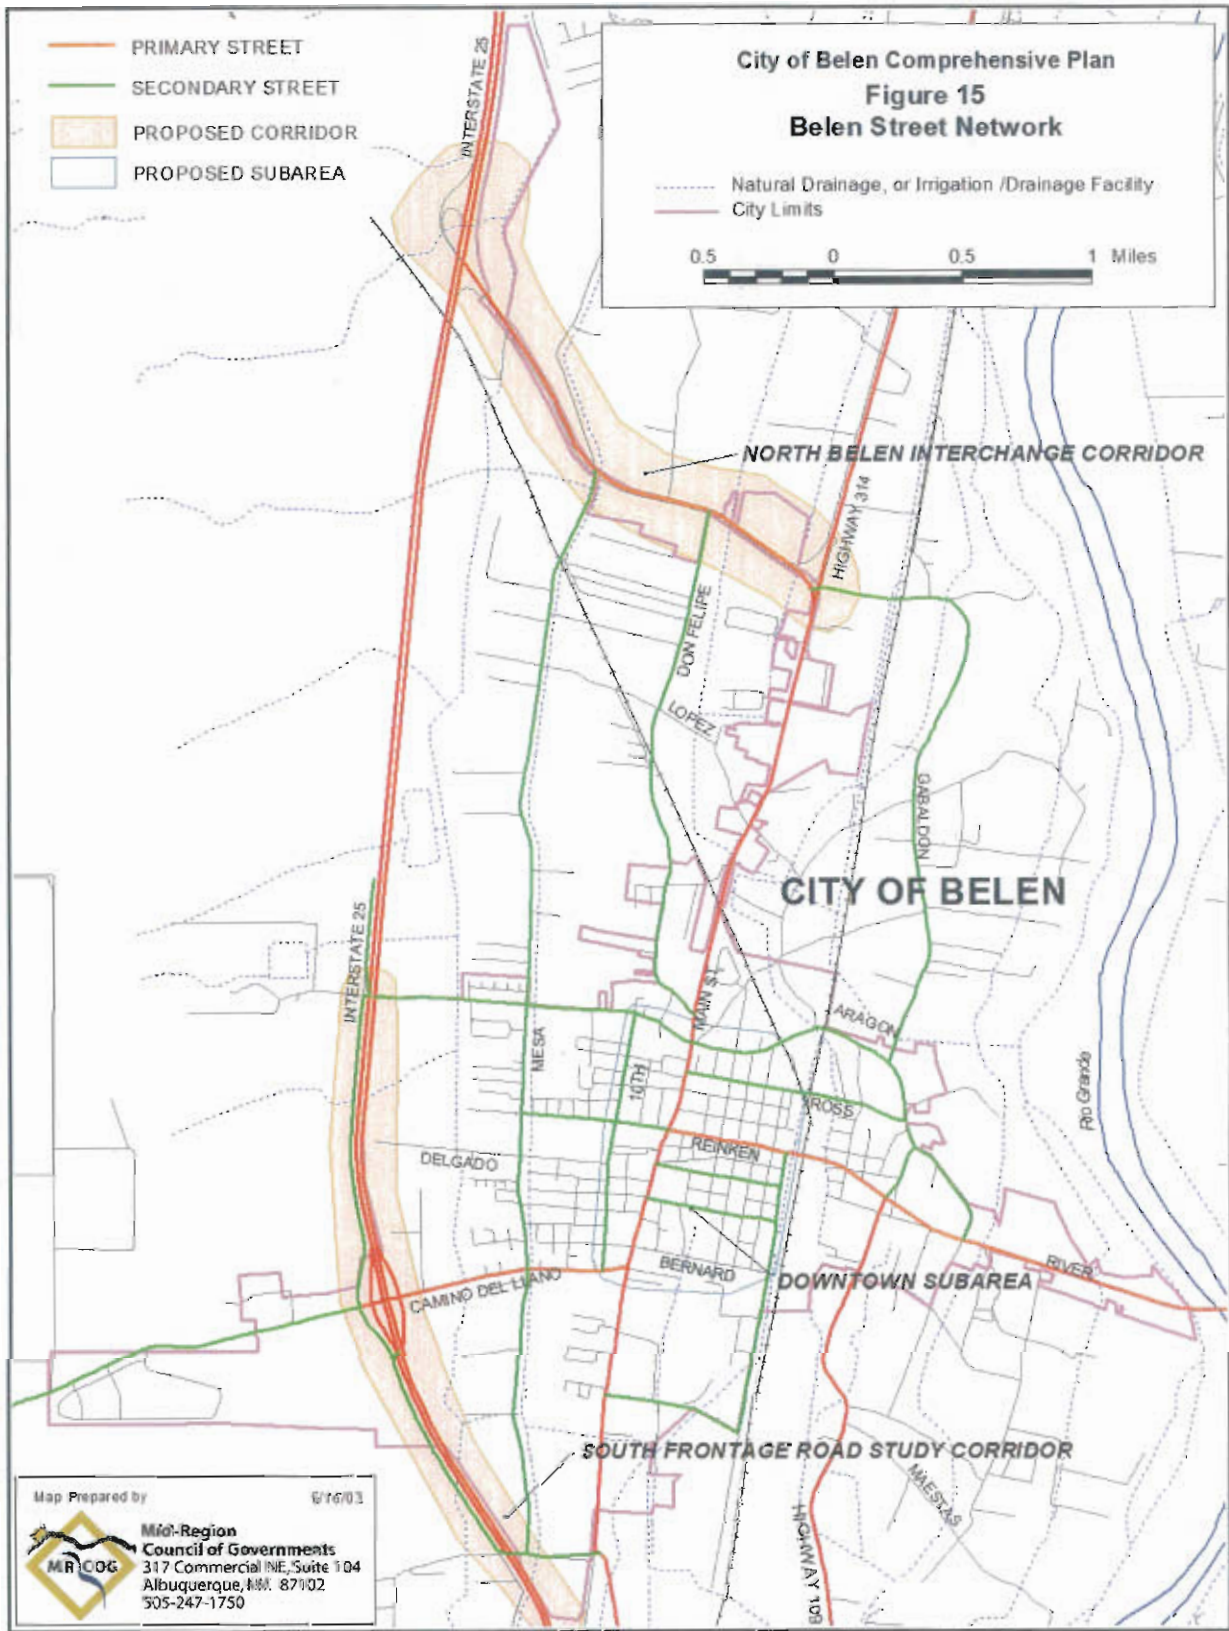 PRIMARY STREET
SECONDARY STREET
PROPOSED CORRIDOR
PROPOSED SUBAREA
City of Belen Comprehensive Plan
Figure 15
Belen Street Network
Natural Drainage, or Irrigation /Drainage Facility
City Limits
0.5 0 0.5 1 Miles
INTERSTATE 25
NORTH BELEN INTERCHANGE CORRIDOR
HIGHWAY 314
DON FELIPE
LOPEZ
GABALDON
CITY OF BELEN
INTERSTATE 25
MAIN ST.
ARAGON
MESA
10TH
Rio Grande
ROSS
REINKEN
DELGADO
BERNARD
RIVER
CAMINO DEL LLANO
DOWNTOWN SUBAREA
SOUTH FRONTAGE ROAD STUDY CORRIDOR
MAESTAS
HIGHWAY 109
Map Prepared by 6/16/03
MRCOG
Mid-Region
Council of Governments
317 Commercial NE, Suite 104
Albuquerque, NM. 87102
505-247-1750